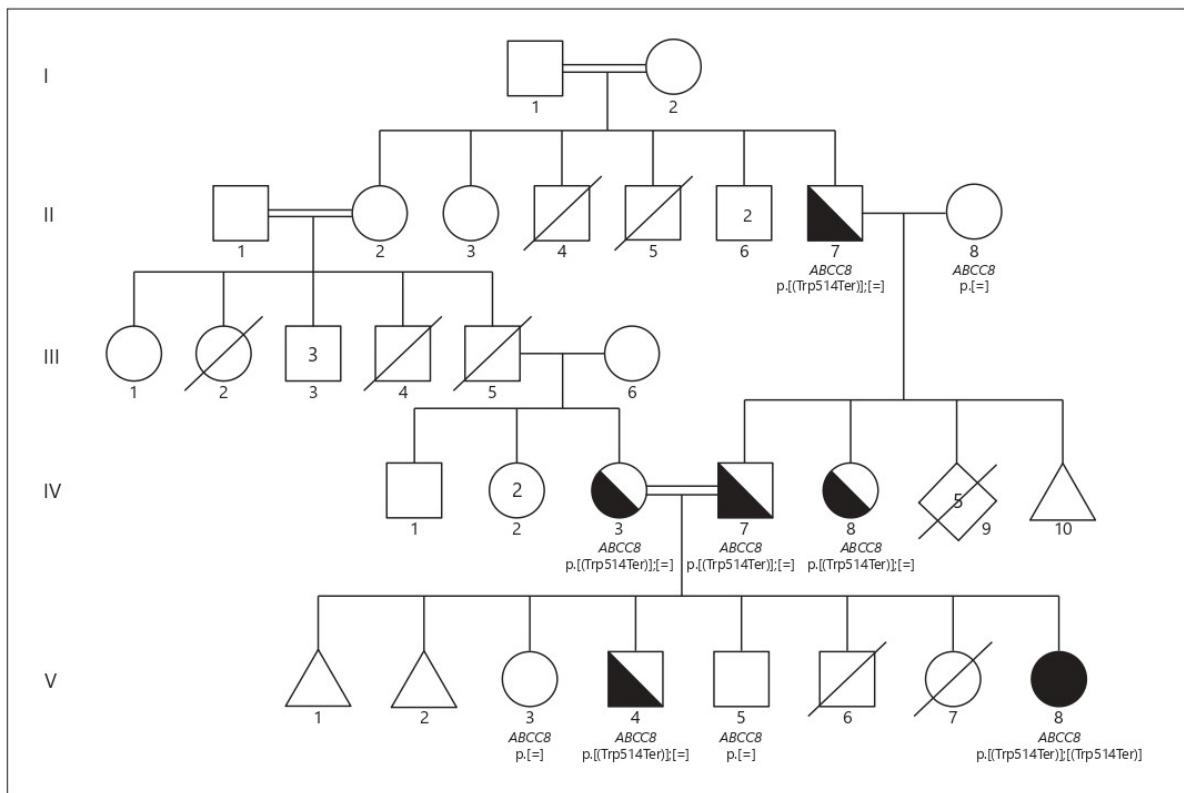 I
1 2
II
2
1 2 3 4 5 6 7 8
ABCC8 ABCC8
p.[(Trp514Ter)];[=] p.[=]
III
3
1 2 3 4 5 6
IV
2 5
1 2 3 7 8 9 10
ABCC8 ABCC8 ABCC8
p.[(Trp514Ter)];[=] p.[(Trp514Ter)];[=] p.[(Trp514Ter)];[=]
V
1 2 3 4 5 6 7 8
ABCC8 ABCC8 ABCC8 ABCC8
p.[=] p.[(Trp514Ter)];[=] p.[=] p.[(Trp514Ter)];[(Trp514Ter)]